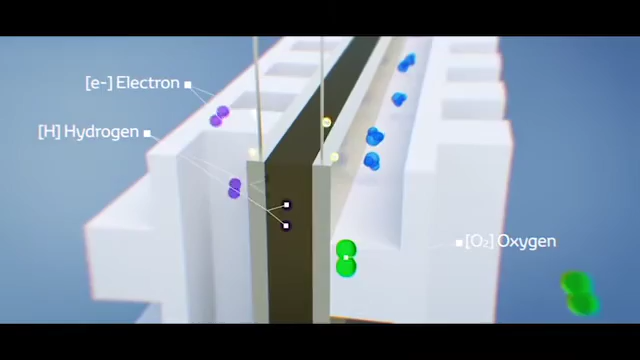 [e-] Electron
[H] Hydrogen
[O₂] Oxygen